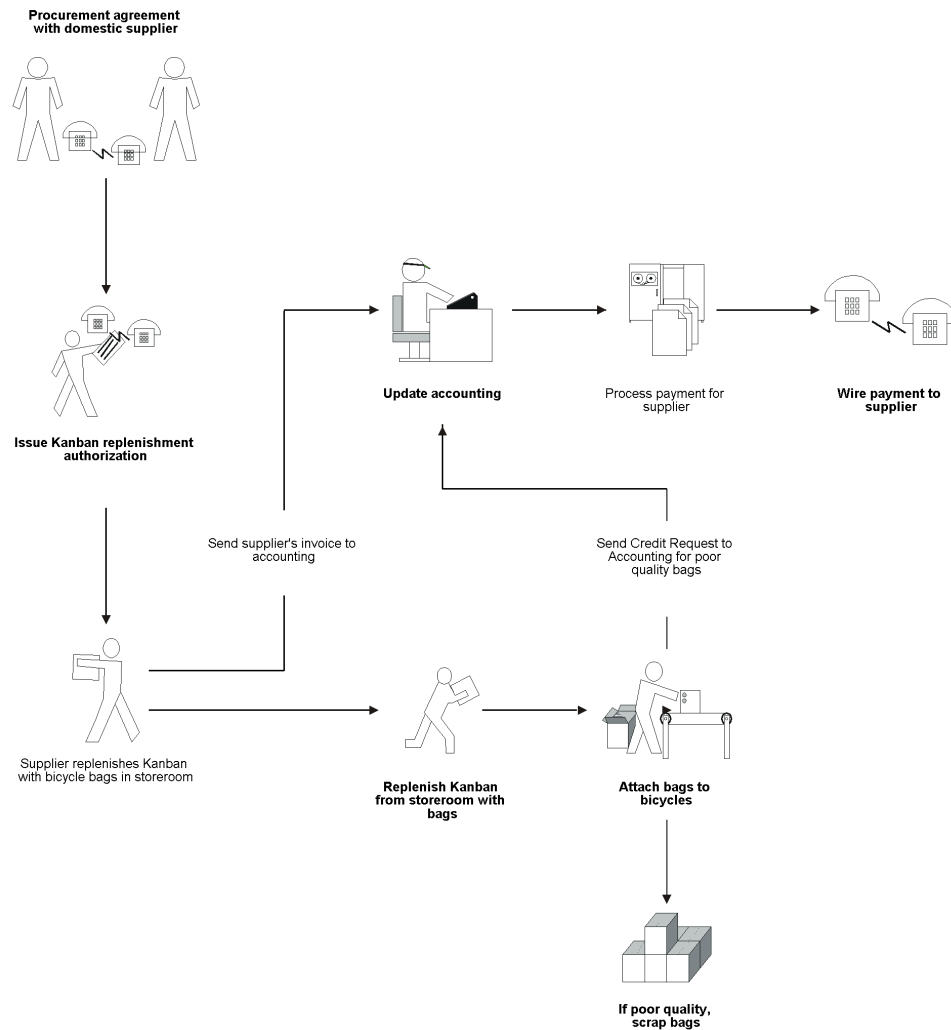 Procurement agreement
with domestic supplier
Update accounting
Process payment for
supplier
Wire payment to
supplier
Issue Kanban replenishment
authorization
Send supplier's invoice to
accounting
Send Credit Request to
Accounting for poor
quality bags
Supplier replenishes Kanban
with bicycle bags in storeroom
Replenish Kanban
from storeroom with
bags
Attach bags to
bicycles
If poor quality,
scrap bags